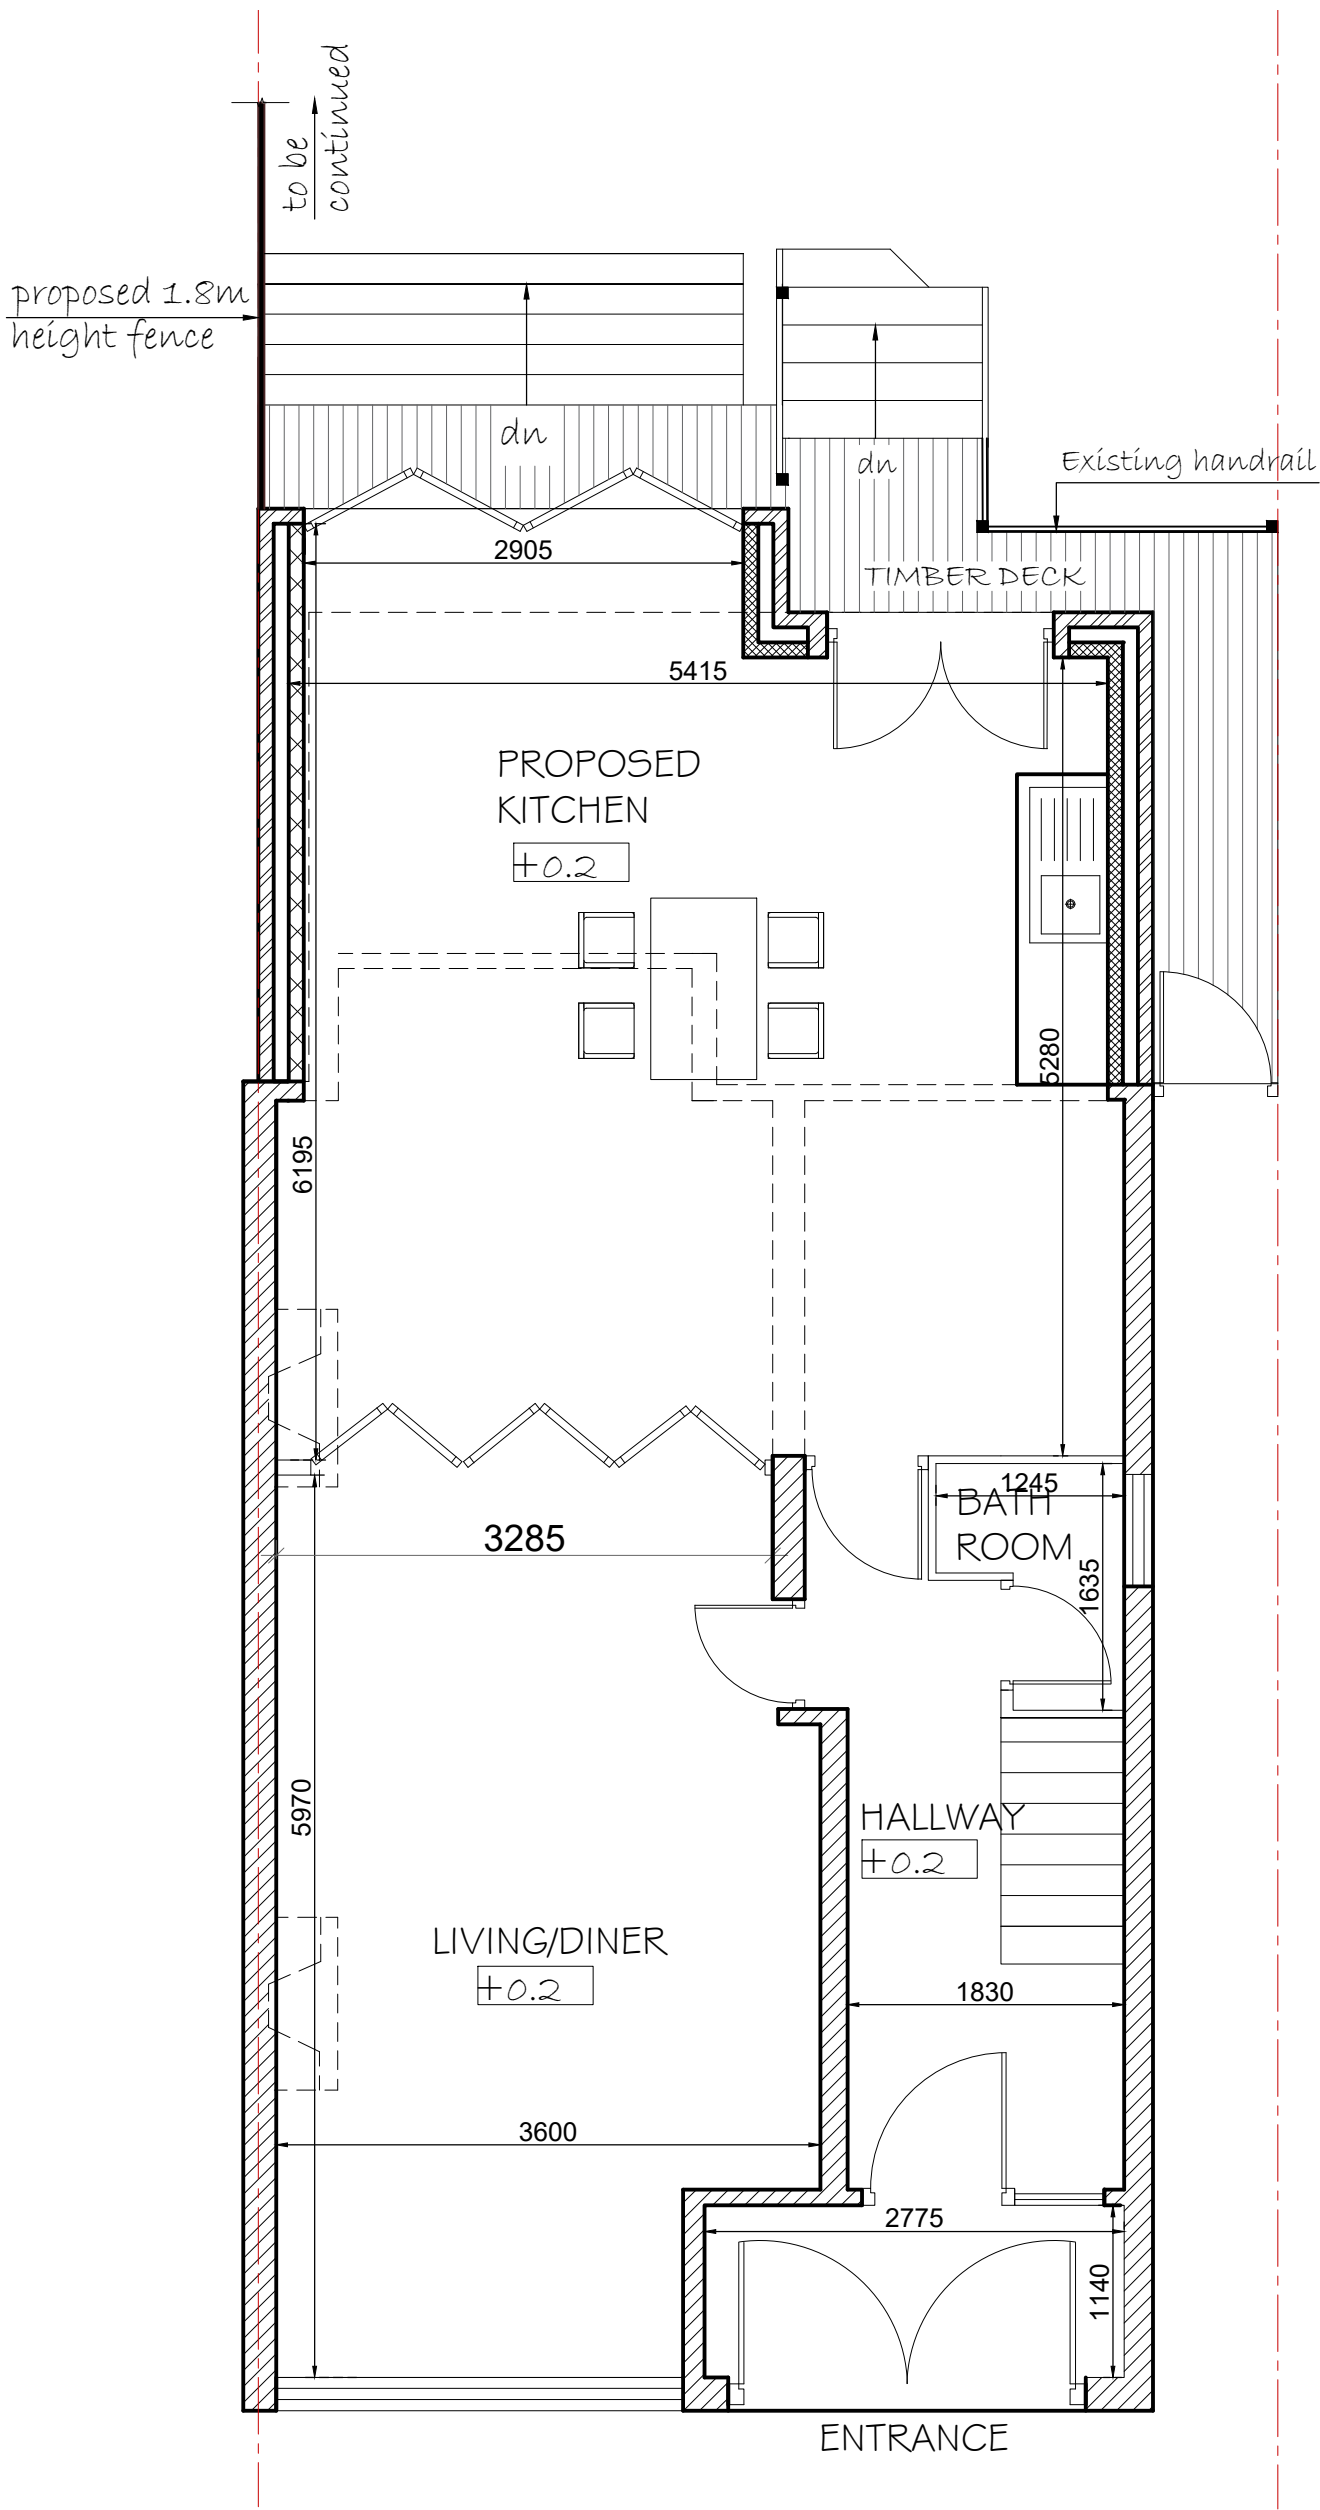 to be
continued
proposed 1.8m
height fence
dn
dn
Existing handrail
2905
TIMBER DECK
5415
PROPOSED
KITCHEN
+0.2
5280
6195
1245
BATH
ROOM
3285
1635
5970
HALLWAY
+0.2
LIVING/DINER
+0.2
1830
3600
2775
1140
ENTRANCE